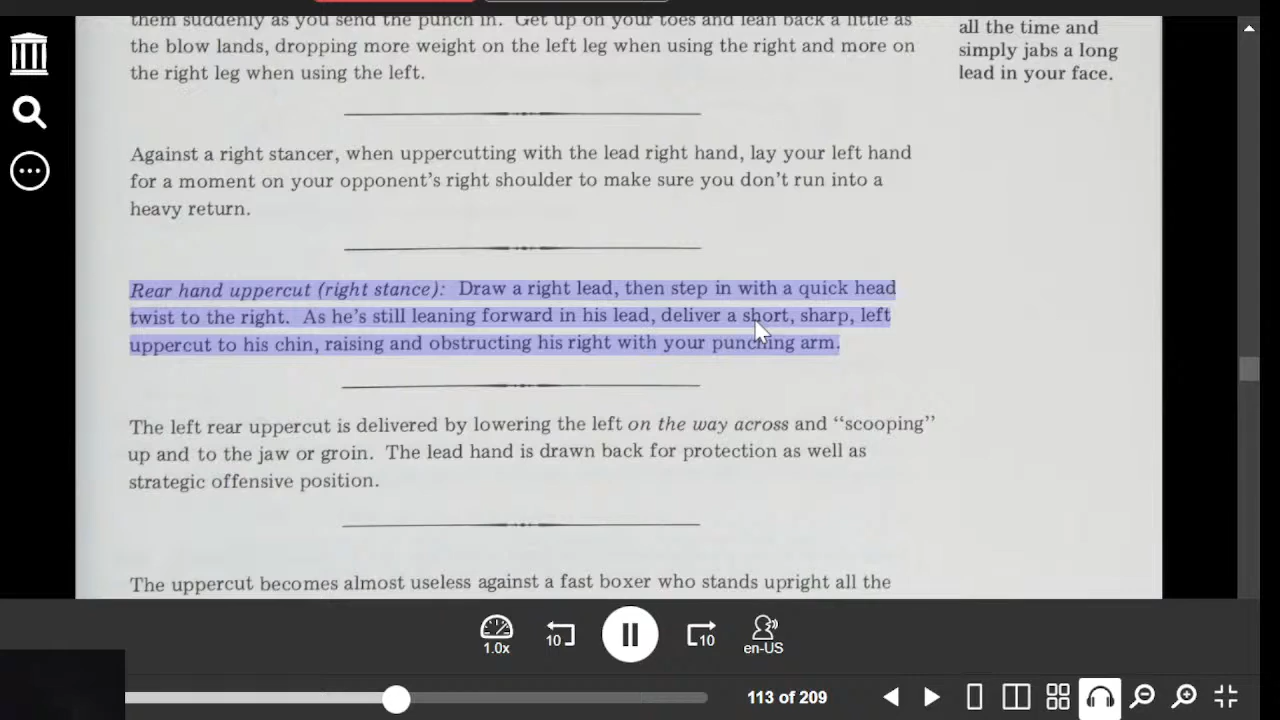 them suddenly as you send the punch in. Get up on your toes and lean back a little as
the blow lands, dropping more weight on the left leg when using the right and more on
the right leg when using the left.
all the time and
simply jabs a long
lead in your face.
Against a right stancer, when uppercutting with the lead right hand, lay your left hand
for a moment on your opponent's right shoulder to make sure you don't run into a
heavy return.
Rear hand uppercut (right stance): Draw a right lead, then step in with a quick head
twist to the right. As he's still leaning forward in his lead, deliver a short, sharp, left
uppercut to his chin, raising and obstructing his right with your punching arm.
The left rear uppercut is delivered by lowering the left on the way across and “scooping”
up and to the jaw or groin. The lead hand is drawn back for protection as well as
strategic offensive position.
The uppercut becomes almost useless against a fast boxer who stands upright all the
10
10
1.0x
en-US
113 of 209